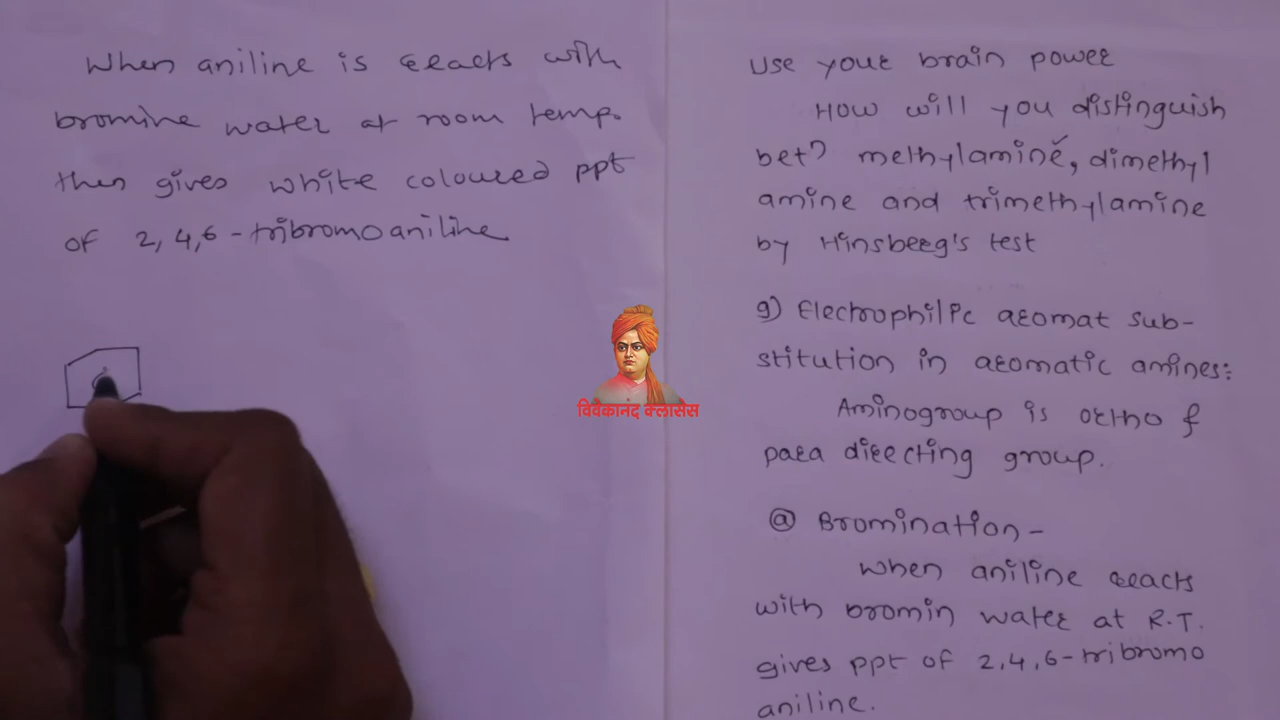 When aniline is reacts with
bromine water at room temp.
then gives white coloured ppt
of 2, 4, 6 - tribromoaniline
विवेकानंद क्लासेस
Use your brain power
How will you distinguish
betn methylamine, dimethyl
amine and trimethylamine
by Hinsberg's test
g) Electrophilic aromat sub-
stitution in aromatic amines:
Aminogroup is ortho &
para directing group.
ⓐ Bromination -
When aniline reacts
with bromin water at R.T.
gives ppt of 2,4,6-tribromo
aniline.